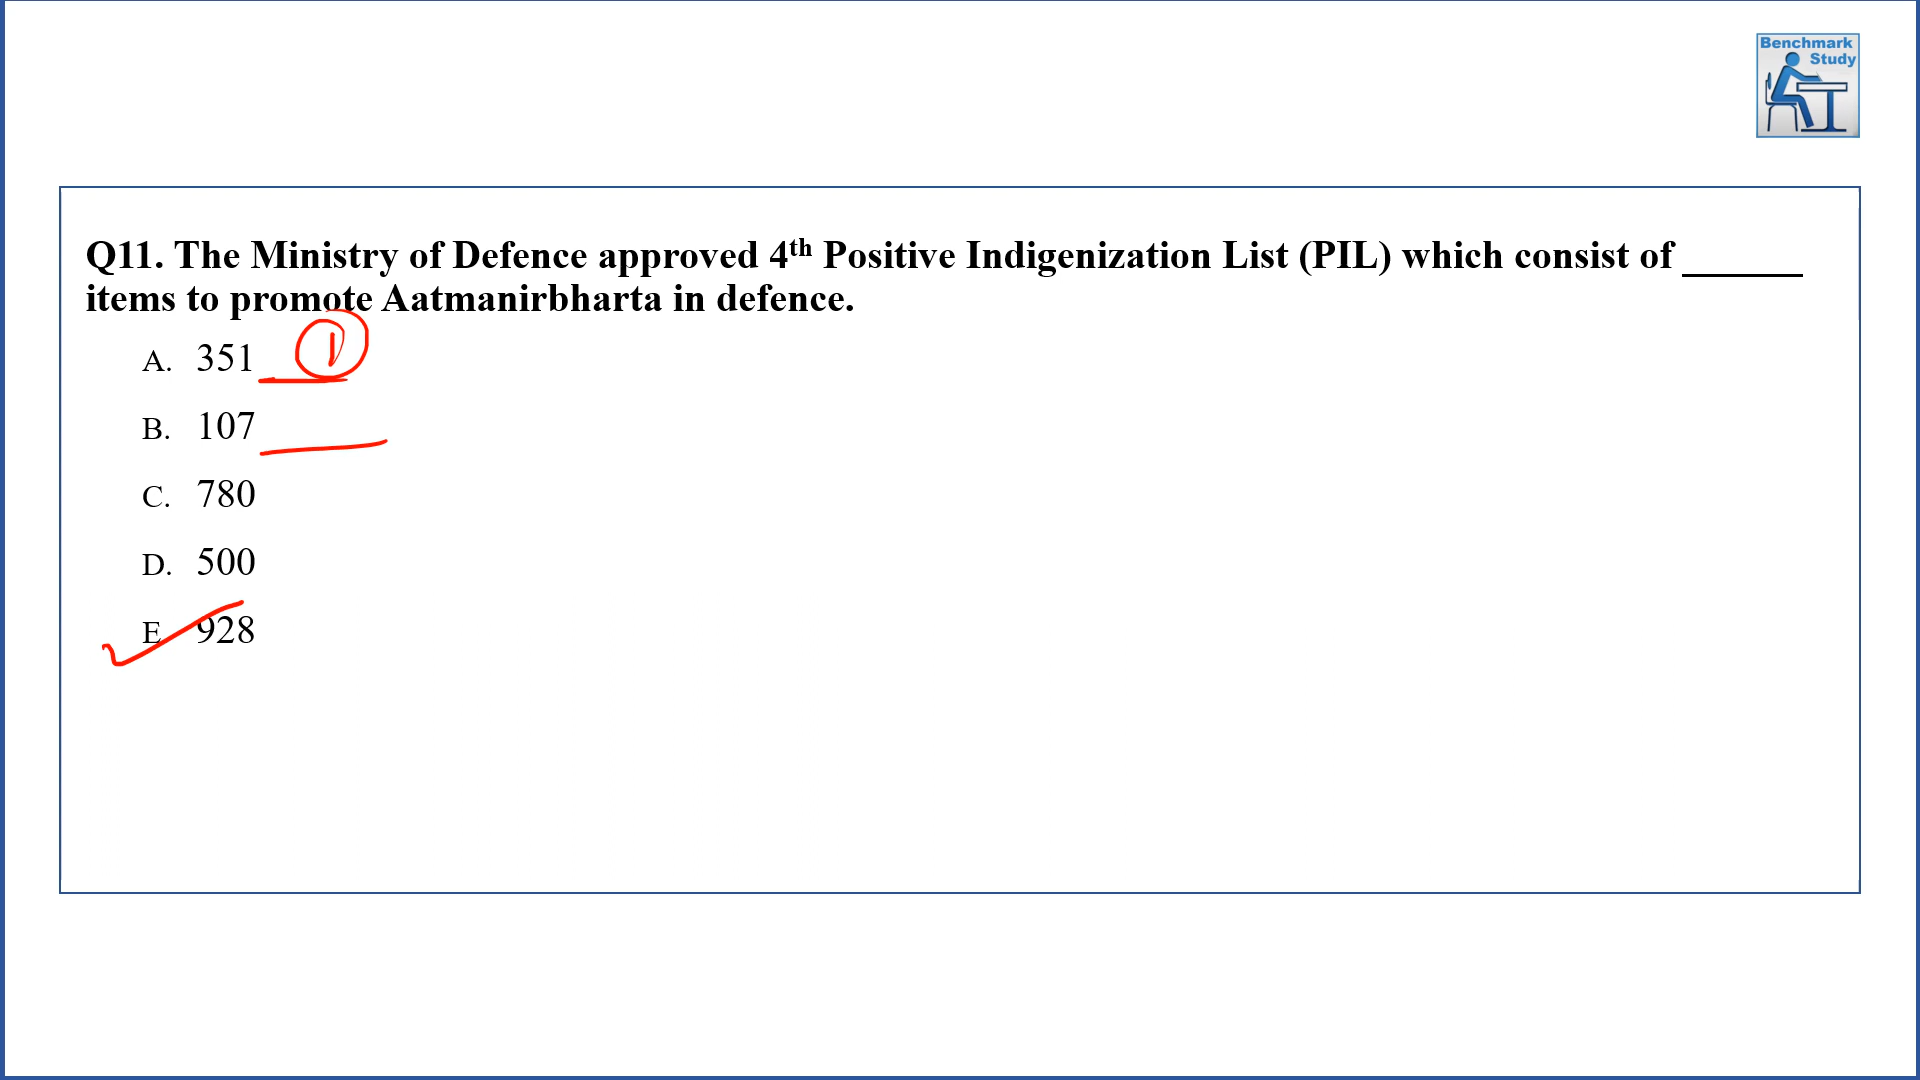 Benchmark
Study
Q11. The Ministry of Defence approved 4th Positive Indigenization List (PIL) which consist of ______
items to promote Aatmanirbharta in defence.
A. 351 1
B. 107
C. 780
D. 500
E 928